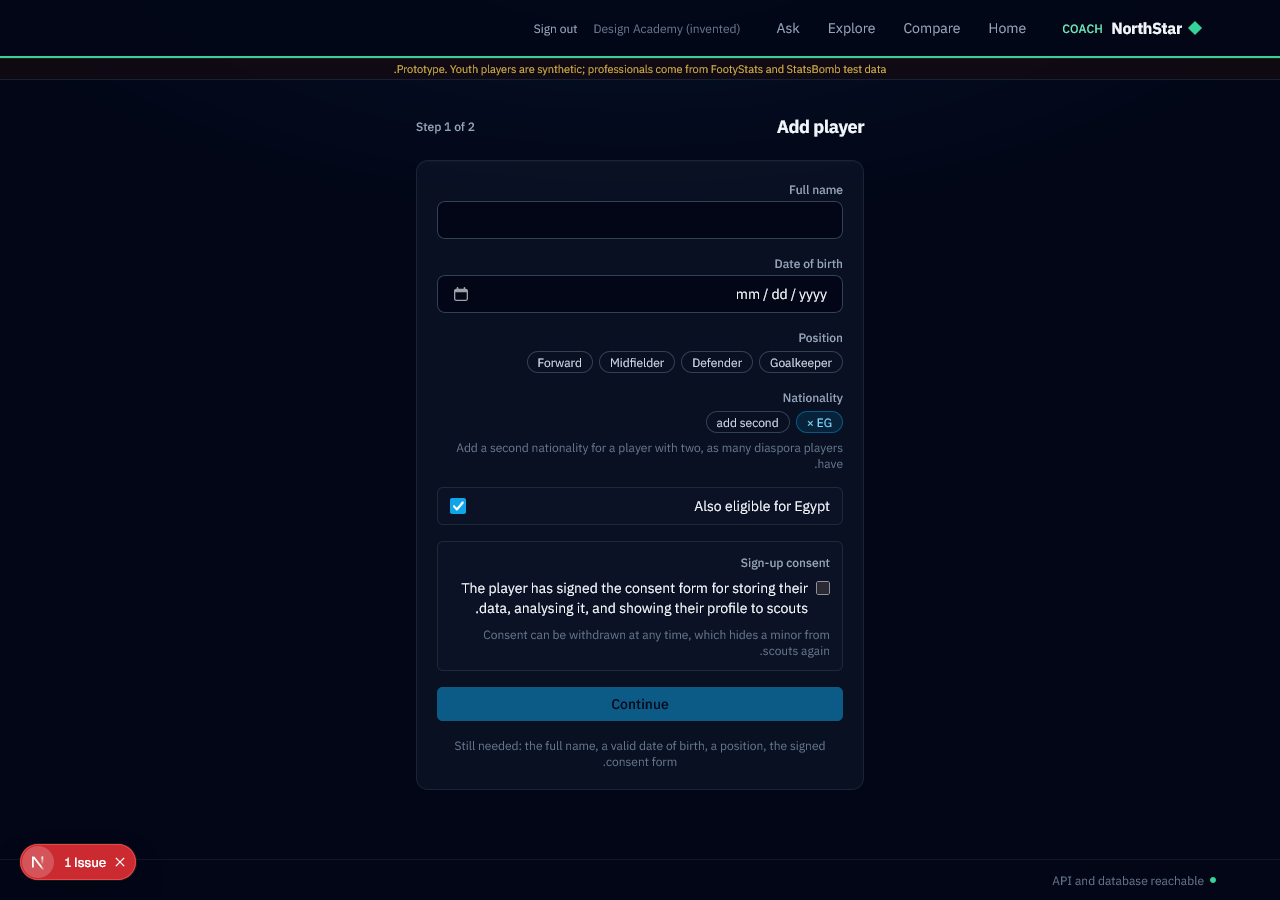 NorthStar COACH
Home
Compare
Explore
Ask
Design Academy (invented)
Sign out
.Prototype. Youth players are synthetic; professionals come from FootyStats and StatsBomb test data
Add player
Step 1 of 2
Full name
Date of birth
mm / dd / yyyy
Position
Goalkeeper
Defender
Midfielder
Forward
Nationality
× EG
add second
Add a second nationality for a player with two, as many diaspora players
.have
Also eligible for Egypt
Sign-up consent
The player has signed the consent form for storing their
.data, analysing it, and showing their profile to scouts
Consent can be withdrawn at any time, which hides a minor from
.scouts again
Continue
Still needed: the full name, a valid date of birth, a position, the signed
.consent form
N 1 Issue ×
API and database reachable